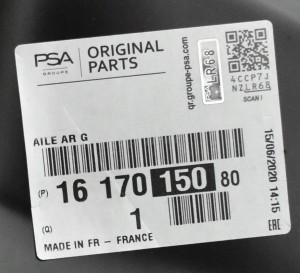 PSA
GROUPE
ORIGINAL
PARTS
qr.groupe-psa.com
LR68
4CCP7J
NZLR68
SCAN !
AILE AR G
(P) 16 170 150 80
(Q) 1
MADE IN FR - FRANCE
15/06/2020 14:15
EAC